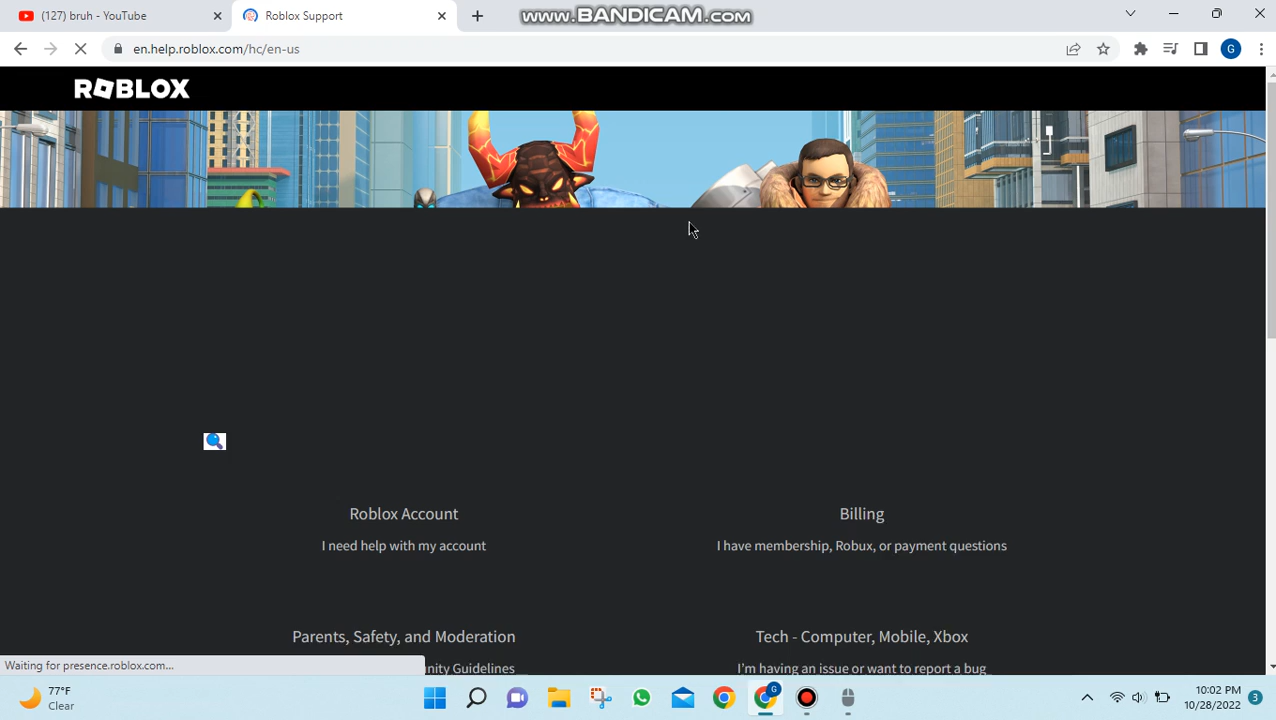 (127) bruh - YouTube
Roblox Support
WWW.BANDICAM.COM
en.help.roblox.com/hc/en-us
G
ROBLOX
Roblox Account
Billing
I need help with my account
I have membership, Robux, or payment questions
Parents, Safety, and Moderation
Tech - Computer, Mobile, Xbox
unity Guidelines
I'm having an issue or want to report a bug
Waiting for presence.roblox.com...
77°F
Clear
G
10:02 PM
10/28/2022
3